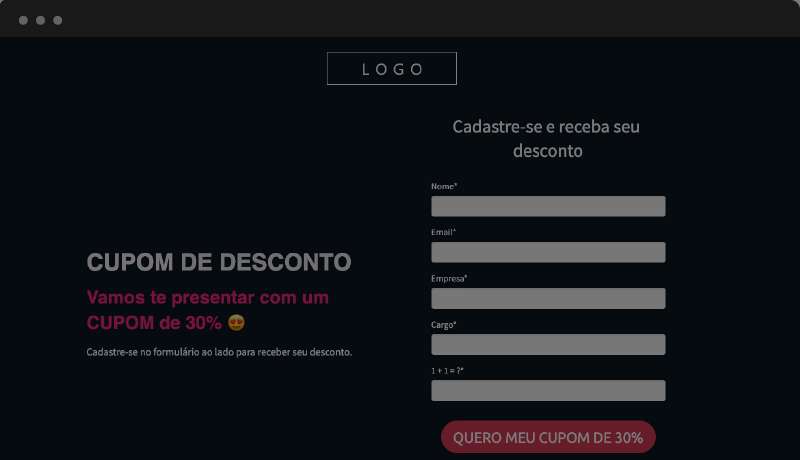 LOGO
CUPOM DE DESCONTO
Vamos te presentar com um
CUPOM de 30% 😍
Cadastre-se no formulário ao lado para receber seu desconto.
Cadastre-se e receba seu
desconto
Nome*
Email*
Empresa*
Cargo*
1 + 1 = ?*
QUERO MEU CUPOM DE 30%